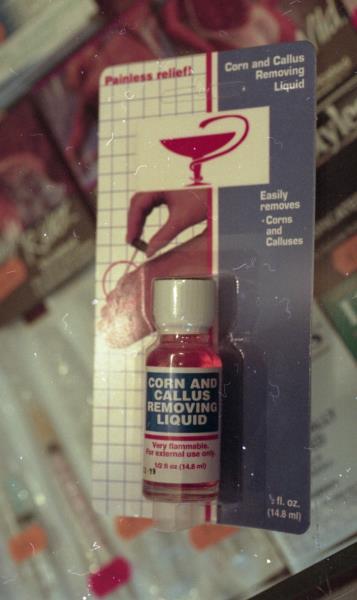 Painless relief!
Corn and Callus
Removing
Liquid
Easily
removes
· Corns
and
Calluses
CORN AND
CALLUS
REMOVING
LIQUID
Very flammable.
For external use only.
1/2 fl oz (14.8 ml)
½ fl. oz.
(14.8 ml)